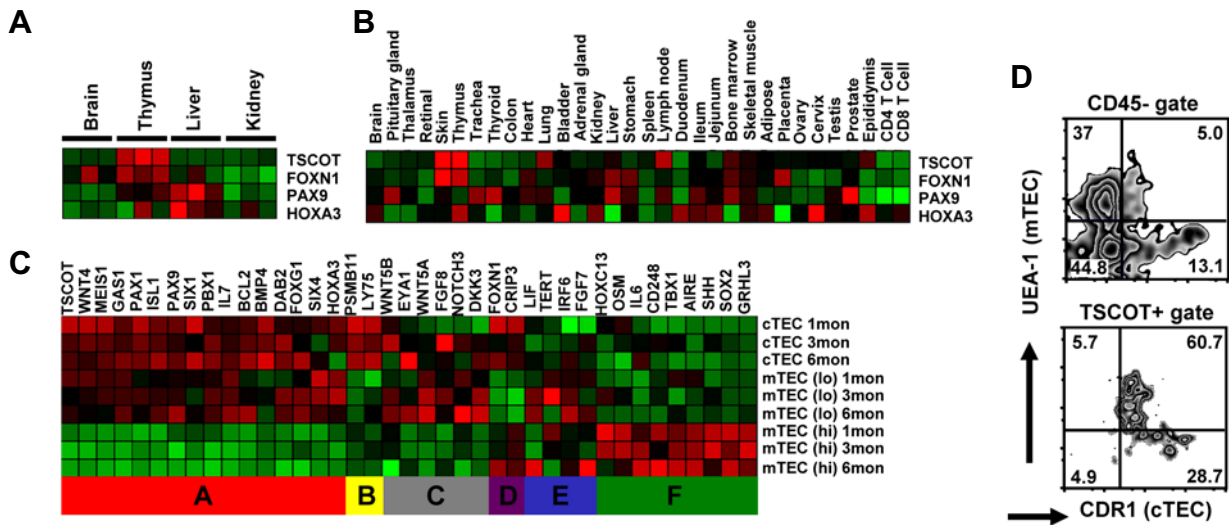 A
Brain
Thymus
Liver
Kidney
TSCOT
FOXN1
PAX9
HOXA3
B
Brain
Pituitary gland
Thalamus
Retinal
Skin
Thymus
Trachea
Thyroid
Colon
Heart
Lung
Bladder
Adrenal gland
Kidney
Liver
Stomach
Spleen
Lymph node
Duodenum
Ileum
Jejunum
Bone marrow
Skeletal muscle
Adipose
Placenta
Ovary
Cervix
Testis
Prostate
Epididymis
CD4 T Cell
CD8 T Cell
TSCOT
FOXN1
PAX9
HOXA3
C
TSCOT
WNT4
MEIS1
GAS1
PAX1
ISL1
PAX9
SIX1
PBX1
IL7
BCL2
BMP4
DAB2
FOXG1
SIX4
HOXA3
PSMB11
LY75
WNT5B
EYA1
WNT5A
FGF8
NOTCH3
DKK3
FOXN1
CRIP3
LIF
TERT
IRF6
FGF7
HOXC13
OSM
IL6
CD248
TBX1
AIRE
SHH
SOX2
GRHL3
cTEC 1mon
cTEC 3mon
cTEC 6mon
mTEC (lo) 1mon
mTEC (lo) 3mon
mTEC (lo) 6mon
mTEC (hi) 1mon
mTEC (hi) 3mon
mTEC (hi) 6mon
A
B
C
D
E
F
D
CD45- gate
37
5.0
44.8
13.1
TSCOT+ gate
5.7
60.7
4.9
28.7
UEA-1 (mTEC)
CDR1 (cTEC)